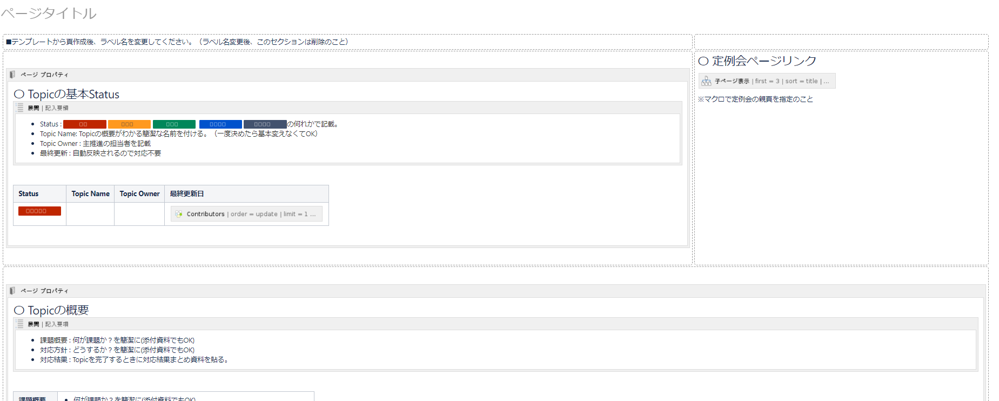 ページタイトル
■テンプレートから頁作成後、ラベル名を変更してください。（ラベル名変更後、このセクションは削除のこと）
ページ プロパティ
〇 Topicの基本Status
展開 | 記入要領
Status :
の何れかで記載。
Topic Name: Topicの概要がわかる簡潔な名前を付ける。（一度決めたら基本変えなくてOK）
Topic Owner : 主推進の担当者を記載
最終更新 : 自動反映されるので対応不要
Status Topic Name Topic Owner 最終更新日
Contributors | order = update | limit = 1 ...
〇 定例会ページリンク
子ページ表示 | first = 3 | sort = title | ...
※マクロで定例会の親頁を指定のこと
ページ プロパティ
〇 Topicの概要
展開 | 記入要項
課題概要 : 何が課題か？を簡潔に(添付資料でもOK)
対応方針 : どうするか？を簡潔に(添付資料でもOK)
対応結果 : Topicを完了するときに対応結果まとめ資料を貼る。
課題概要 何が課題か？を簡潔に(添付資料でもOK)